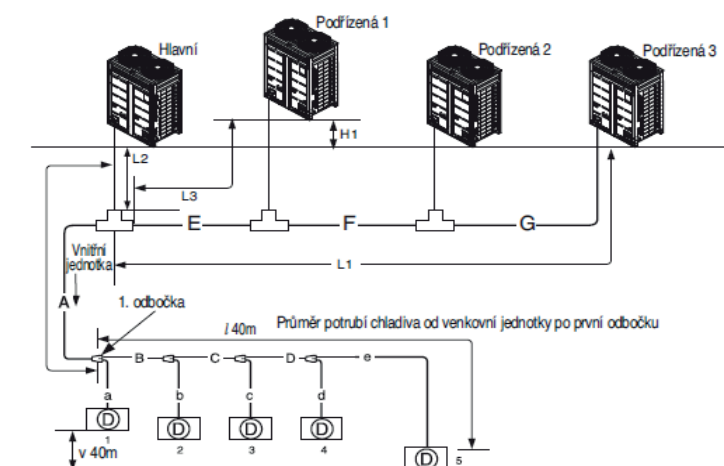 Hlavní
Podřízená 1
Podřízená 2
Podřízená 3
H1
L2
L3
E
F
G
Vnitřní
jednotka
L1
A
1. odbočka
l 40m
Průměr potrubí chladiva od venkovní jednotky po první odbočku
B
C
D
e
a
b
c
d
D
D
D
D
D
1
2
3
4
5
v 40m